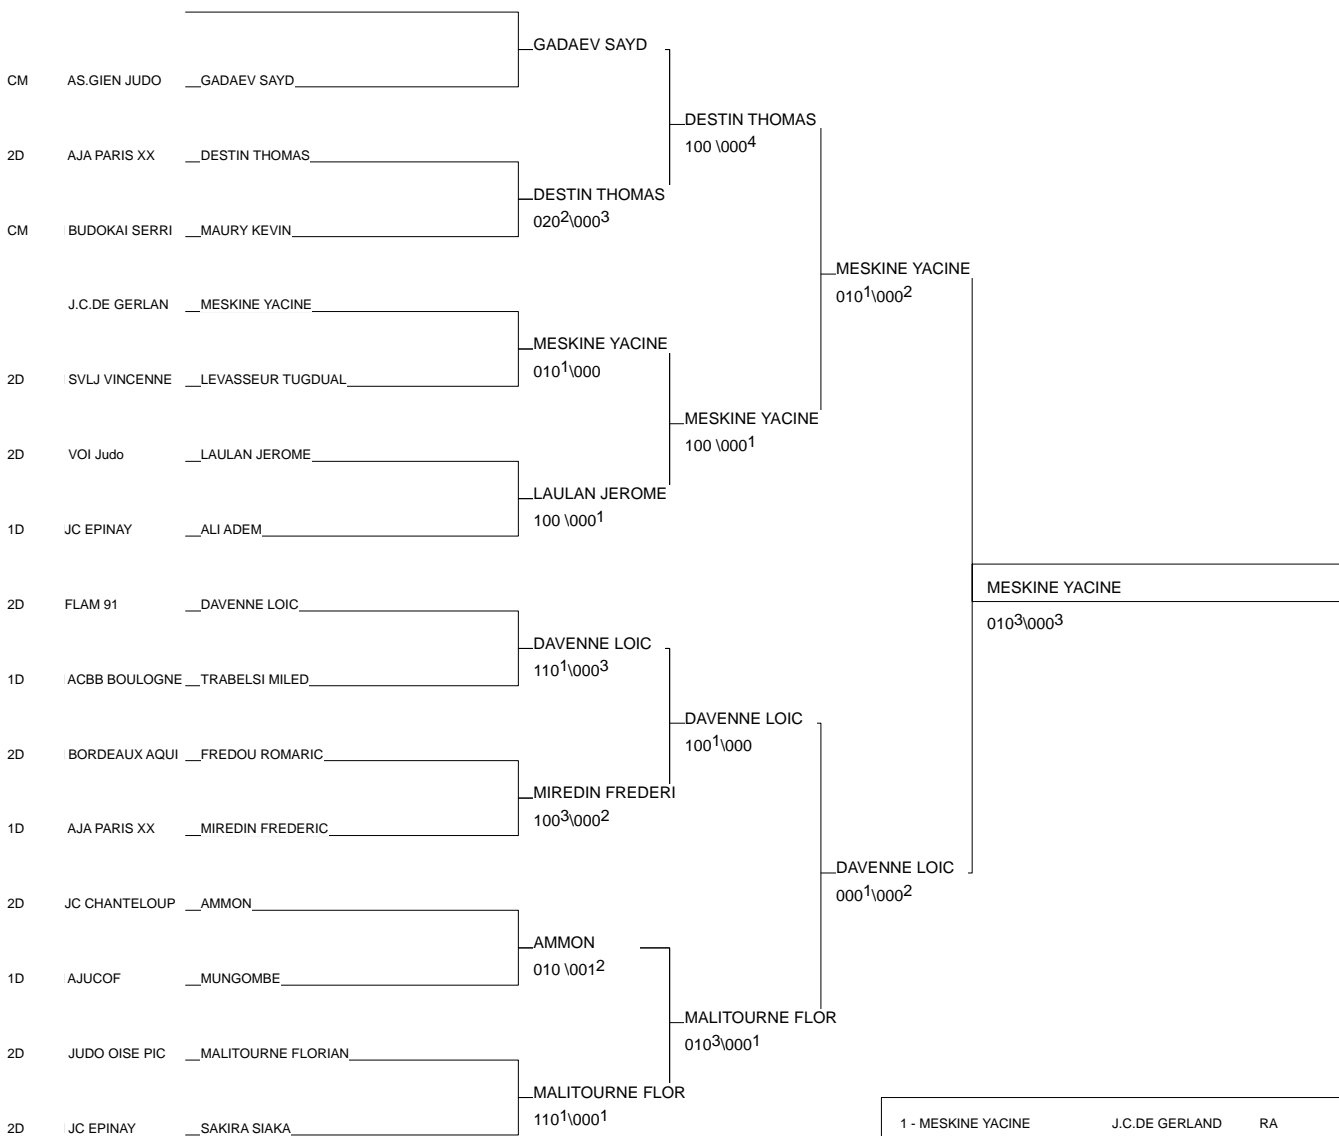 GADAEV SAYD
CM AS.GIEN JUDO GADAEV SAYD
DESTIN THOMAS
100 \000⁴
2D AJA PARIS XX DESTIN THOMAS
DESTIN THOMAS
020²\000³
CM BUDOKAI SERRI MAURY KEVIN
MESKINE YACINE
010¹\000²
J.C.DE GERLAN MESKINE YACINE
MESKINE YACINE
010¹\000
2D SVLJ VINCENNE LEVASSEUR TUGDUAL
MESKINE YACINE
100 \000¹
2D VOI Judo LAULAN JEROME
LAULAN JEROME
100 \000¹
1D JC EPINAY ALI ADEM
MESKINE YACINE
010³\000³
2D FLAM 91 DAVENNE LOIC
DAVENNE LOIC
110¹\000³
1D ACBB BOULOGNE TRABELSI MILED
DAVENNE LOIC
100¹\000
2D BORDEAUX AQUI FREDOU ROMARIC
MIREDIN FREDERI
100³\000²
1D AJA PARIS XX MIREDIN FREDERIC
DAVENNE LOIC
000¹\000²
2D JC CHANTELOUP AMMON
AMMON
010 \001²
1D AJUCOF MUNGOMBE
MALITOURNE FLOR
010³\000¹
2D JUDO OISE PIC MALITOURNE FLORIAN
MALITOURNE FLOR
110¹\000¹
2D JC EPINAY SAKIRA SIAKA
1 - MESKINE YACINE J.C.DE GERLAND RA